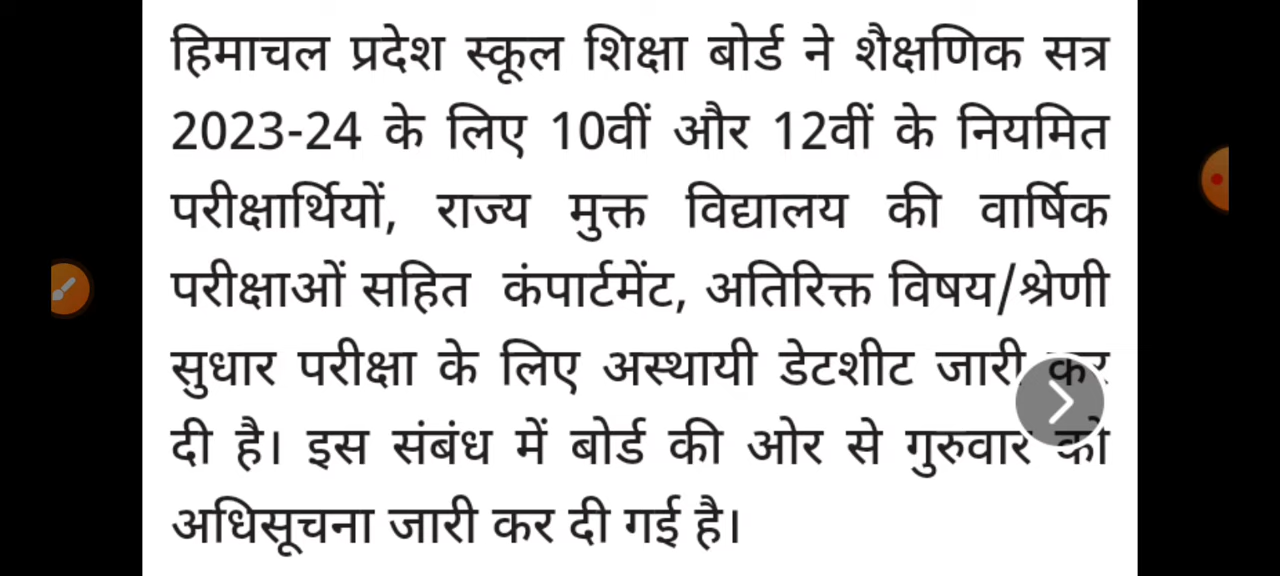 हिमाचल प्रदेश स्कूल शिक्षा बोर्ड ने शैक्षणिक सत्र
2023-24 के लिए 10वीं और 12वीं के नियमित
परीक्षार्थियों, राज्य मुक्त विद्यालय की वार्षिक
परीक्षाओं सहित कंपार्टमेंट, अतिरिक्त विषय/श्रेणी
सुधार परीक्षा के लिए अस्थायी डेटशीट जारी कर
दी है। इस संबंध में बोर्ड की ओर से गुरुवार को
अधिसूचना जारी कर दी गई है।